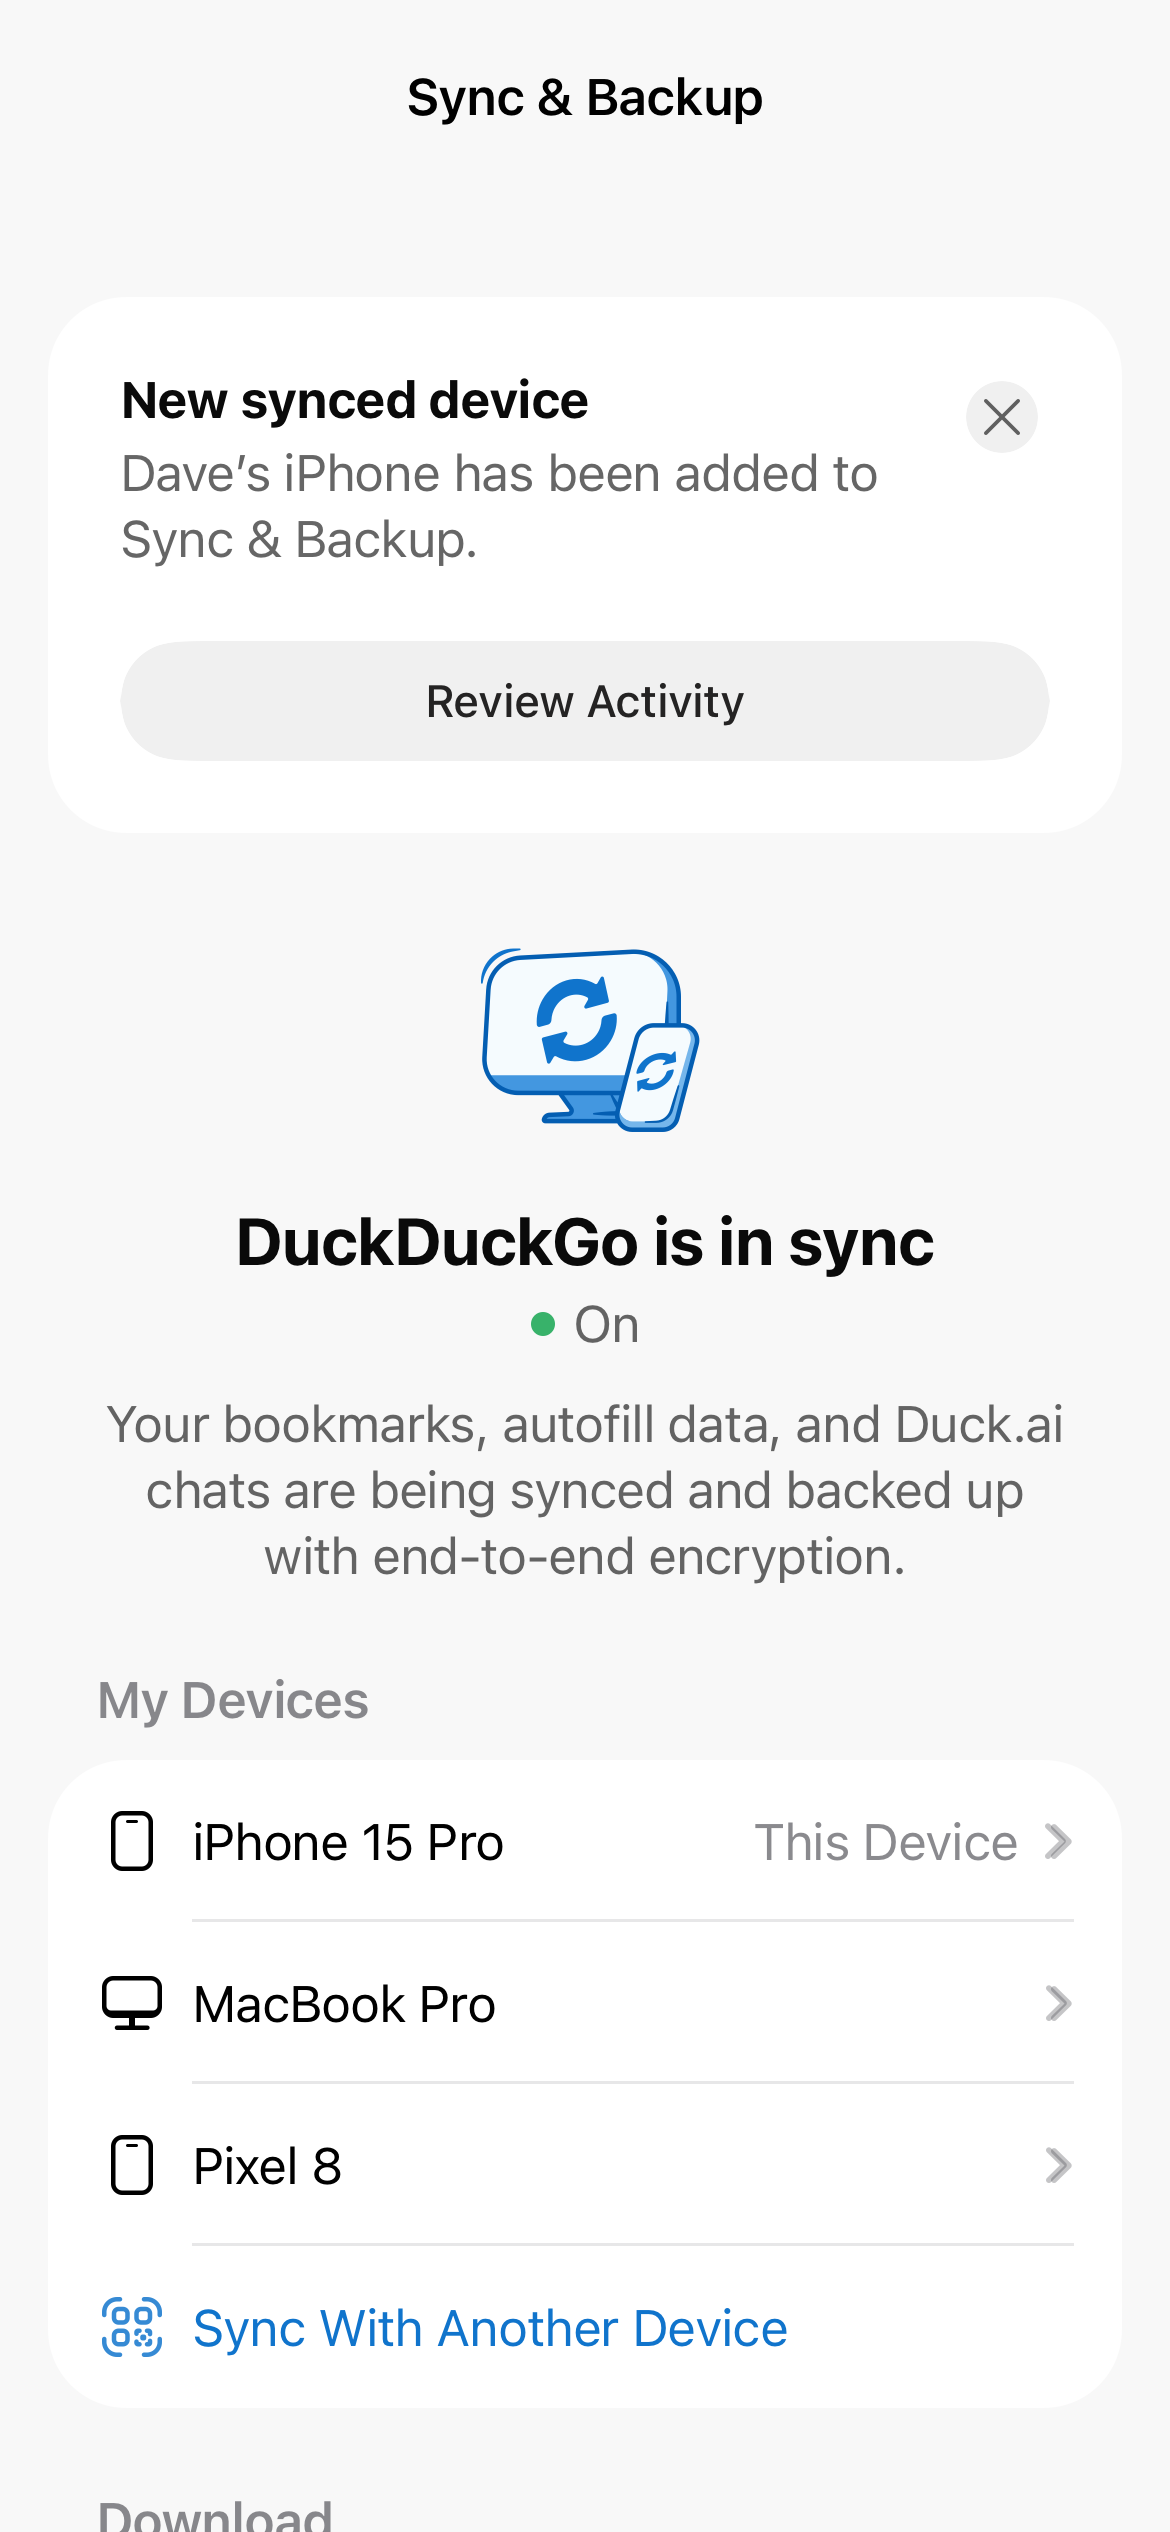 Sync & Backup
New synced device
Dave’s iPhone has been added to
Sync & Backup.
Review Activity
DuckDuckGo is in sync
On
Your bookmarks, autofill data, and Duck.ai
chats are being synced and backed up
with end-to-end encryption.
My Devices
iPhone 15 Pro This Device
MacBook Pro
Pixel 8
Sync With Another Device
Download